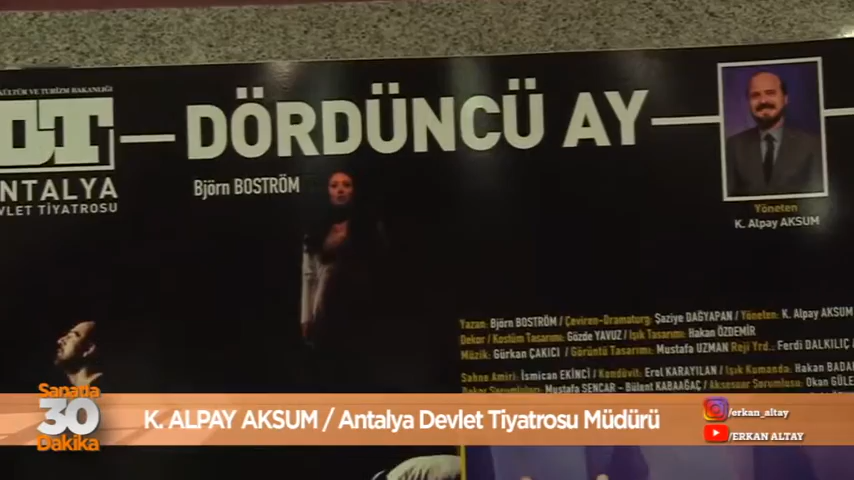 KÜLTÜR VE TURİZM BAKANLIĞI
DT
ANTALYA
DEVLET TİYATROSU
DÖRDÜNCÜ AY
Björn BOSTRÖM
Yöneten
K. Alpay AKSUM
Yazan: Björn BOSTRÖM / Çeviren-Dramaturg: Şaziye DAĞYAPAN / Yöneten: K. Alpay AKSUM
Dekor / Kostüm Tasarımı: Gözde YAVUZ / Işık Tasarımı: Hakan ÖZDEMİR
Müzik: Gürkan ÇAKICI / Görüntü Tasarımı: Mustafa UZMAN Reji Yrd.: Ferdi DALKILIÇ
Sahne Amiri: İsmican EKİNCİ / Kondüvit: Erol KARAYILAN / Işık Kumanda: Hakan
Mustafa SENCAR - Bülent KABAAĞAÇ / Aksesuar Sorumlusu: Okan
Sanatla
30
Dakika
K. ALPAY AKSUM / Antalya Devlet Tiyatrosu Müdürü
/erkan_altay
/ERKAN ALTAY